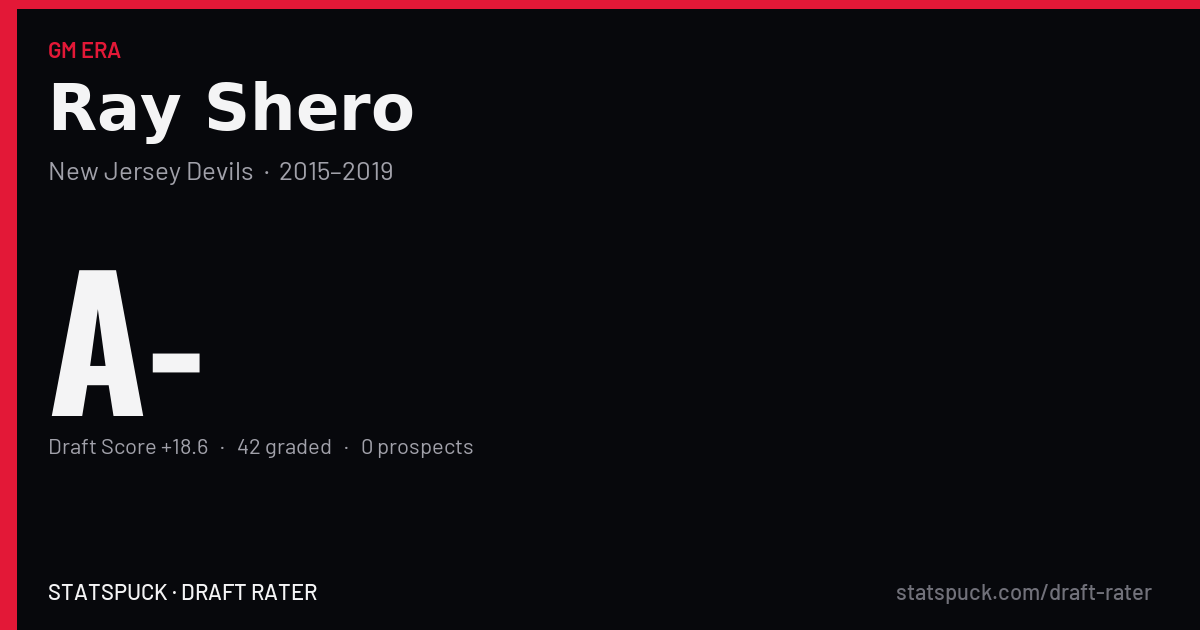 GM ERA
Ray Shero
New Jersey Devils · 2015–2019
A-
Draft Score +18.6 · 42 graded · 0 prospects
STATSPUCK · DRAFT RATER
statspuck.com/draft-rater